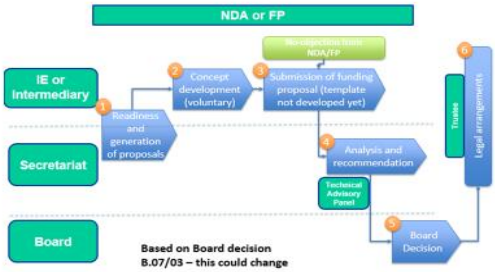 NDA or FP
No-objection from
NDA/FP
IE or
Intermediary
1
Readiness
and
generation
of proposals
2
Concept
development
(voluntary)
3
Submission of funding
proposal (template
not developed yet)
6
Legal arrangements
Trustee
Secretariat
4
Analysis and
recommendation
Technical
Advisory
Panel
Board
5
Board
Decision
Based on Board decision
B.07/03 – this could change